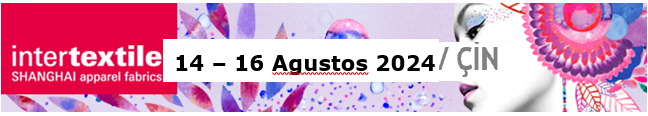 intertextile
SHANGHAI apparel fabrics
14 – 16 Agustos 2024/ ÇİN